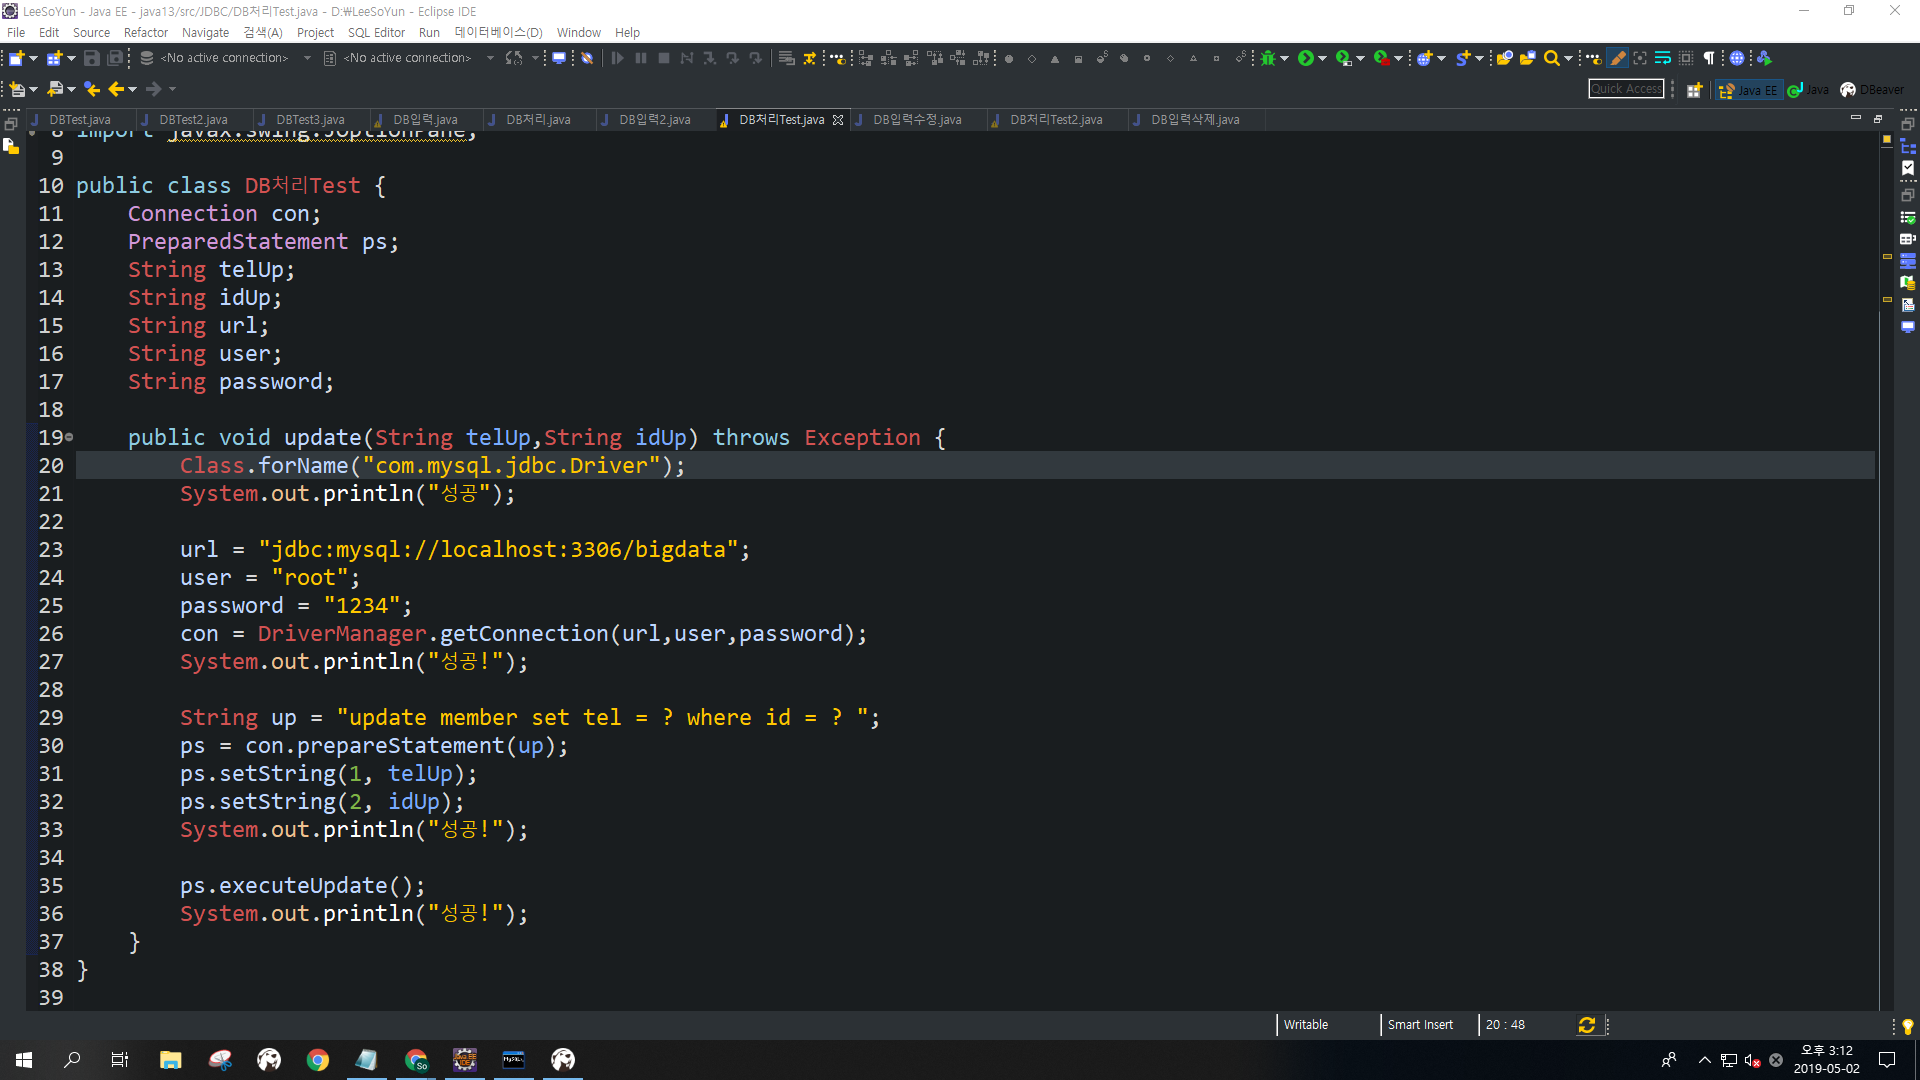 LeeSoYun - Java EE - java13/src/JDBC/DB처리Test.java - D:₩LeeSoYun - Eclipse IDE
File Edit Source Refactor Navigate 검색(A) Project SQL Editor Run 데이터베이스(D) Window Help
<No active connection> <No active connection>
Quick Access Java EE Java DBeaver
DBTest.java DBTest2.java DBTest3.java DB입력.java DB처리.java DB입력2.java DB처리Test.java DB입력수정.java DB처리Test2.java DB입력삭제.java
8 import javax.swing.JOptionPane;
9
10 public class DB처리Test {
11 Connection con;
12 PreparedStatement ps;
13 String telUp;
14 String idUp;
15 String url;
16 String user;
17 String password;
18
19 public void update(String telUp,String idUp) throws Exception {
20 Class.forName("com.mysql.jdbc.Driver");
21 System.out.println("성공");
22
23 url = "jdbc:mysql://localhost:3306/bigdata";
24 user = "root";
25 password = "1234";
26 con = DriverManager.getConnection(url,user,password);
27 System.out.println("성공!");
28
29 String up = "update member set tel = ? where id = ? ";
30 ps = con.prepareStatement(up);
31 ps.setString(1, telUp);
32 ps.setString(2, idUp);
33 System.out.println("성공!");
34
35 ps.executeUpdate();
36 System.out.println("성공!");
37 }
38 }
39
Writable Smart Insert 20 : 48
오후 3:12
2019-05-02